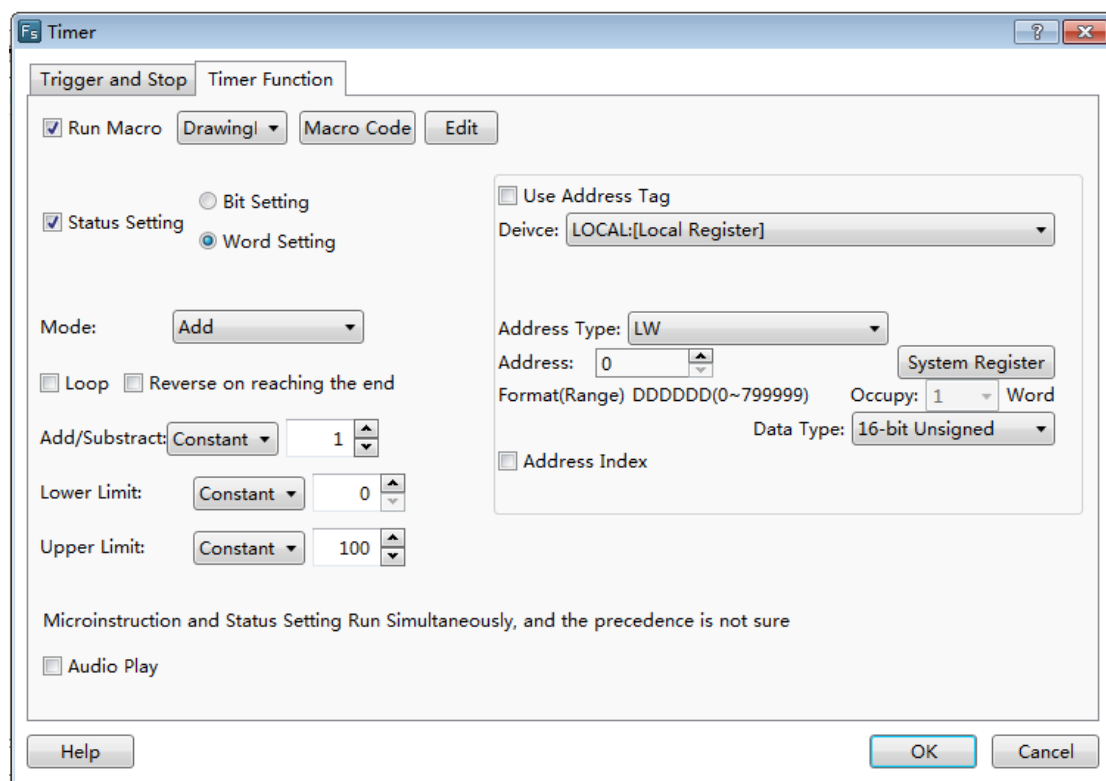 Fs Timer
Trigger and Stop Timer Function
Run Macro DrawingI Macro Code Edit
Status Setting
Bit Setting
Word Setting
Mode: Add
Loop Reverse on reaching the end
Add/Substract: Constant 1
Lower Limit: Constant 0
Upper Limit: Constant 100
Use Address Tag
Deivce: LOCAL:[Local Register]
Address Type: LW
Address: 0 System Register
Format(Range) DDDDDD(0~799999) Occupy: 1 Word
Data Type: 16-bit Unsigned
Address Index
Microinstruction and Status Setting Run Simultaneously, and the precedence is not sure
Audio Play
Help OK Cancel